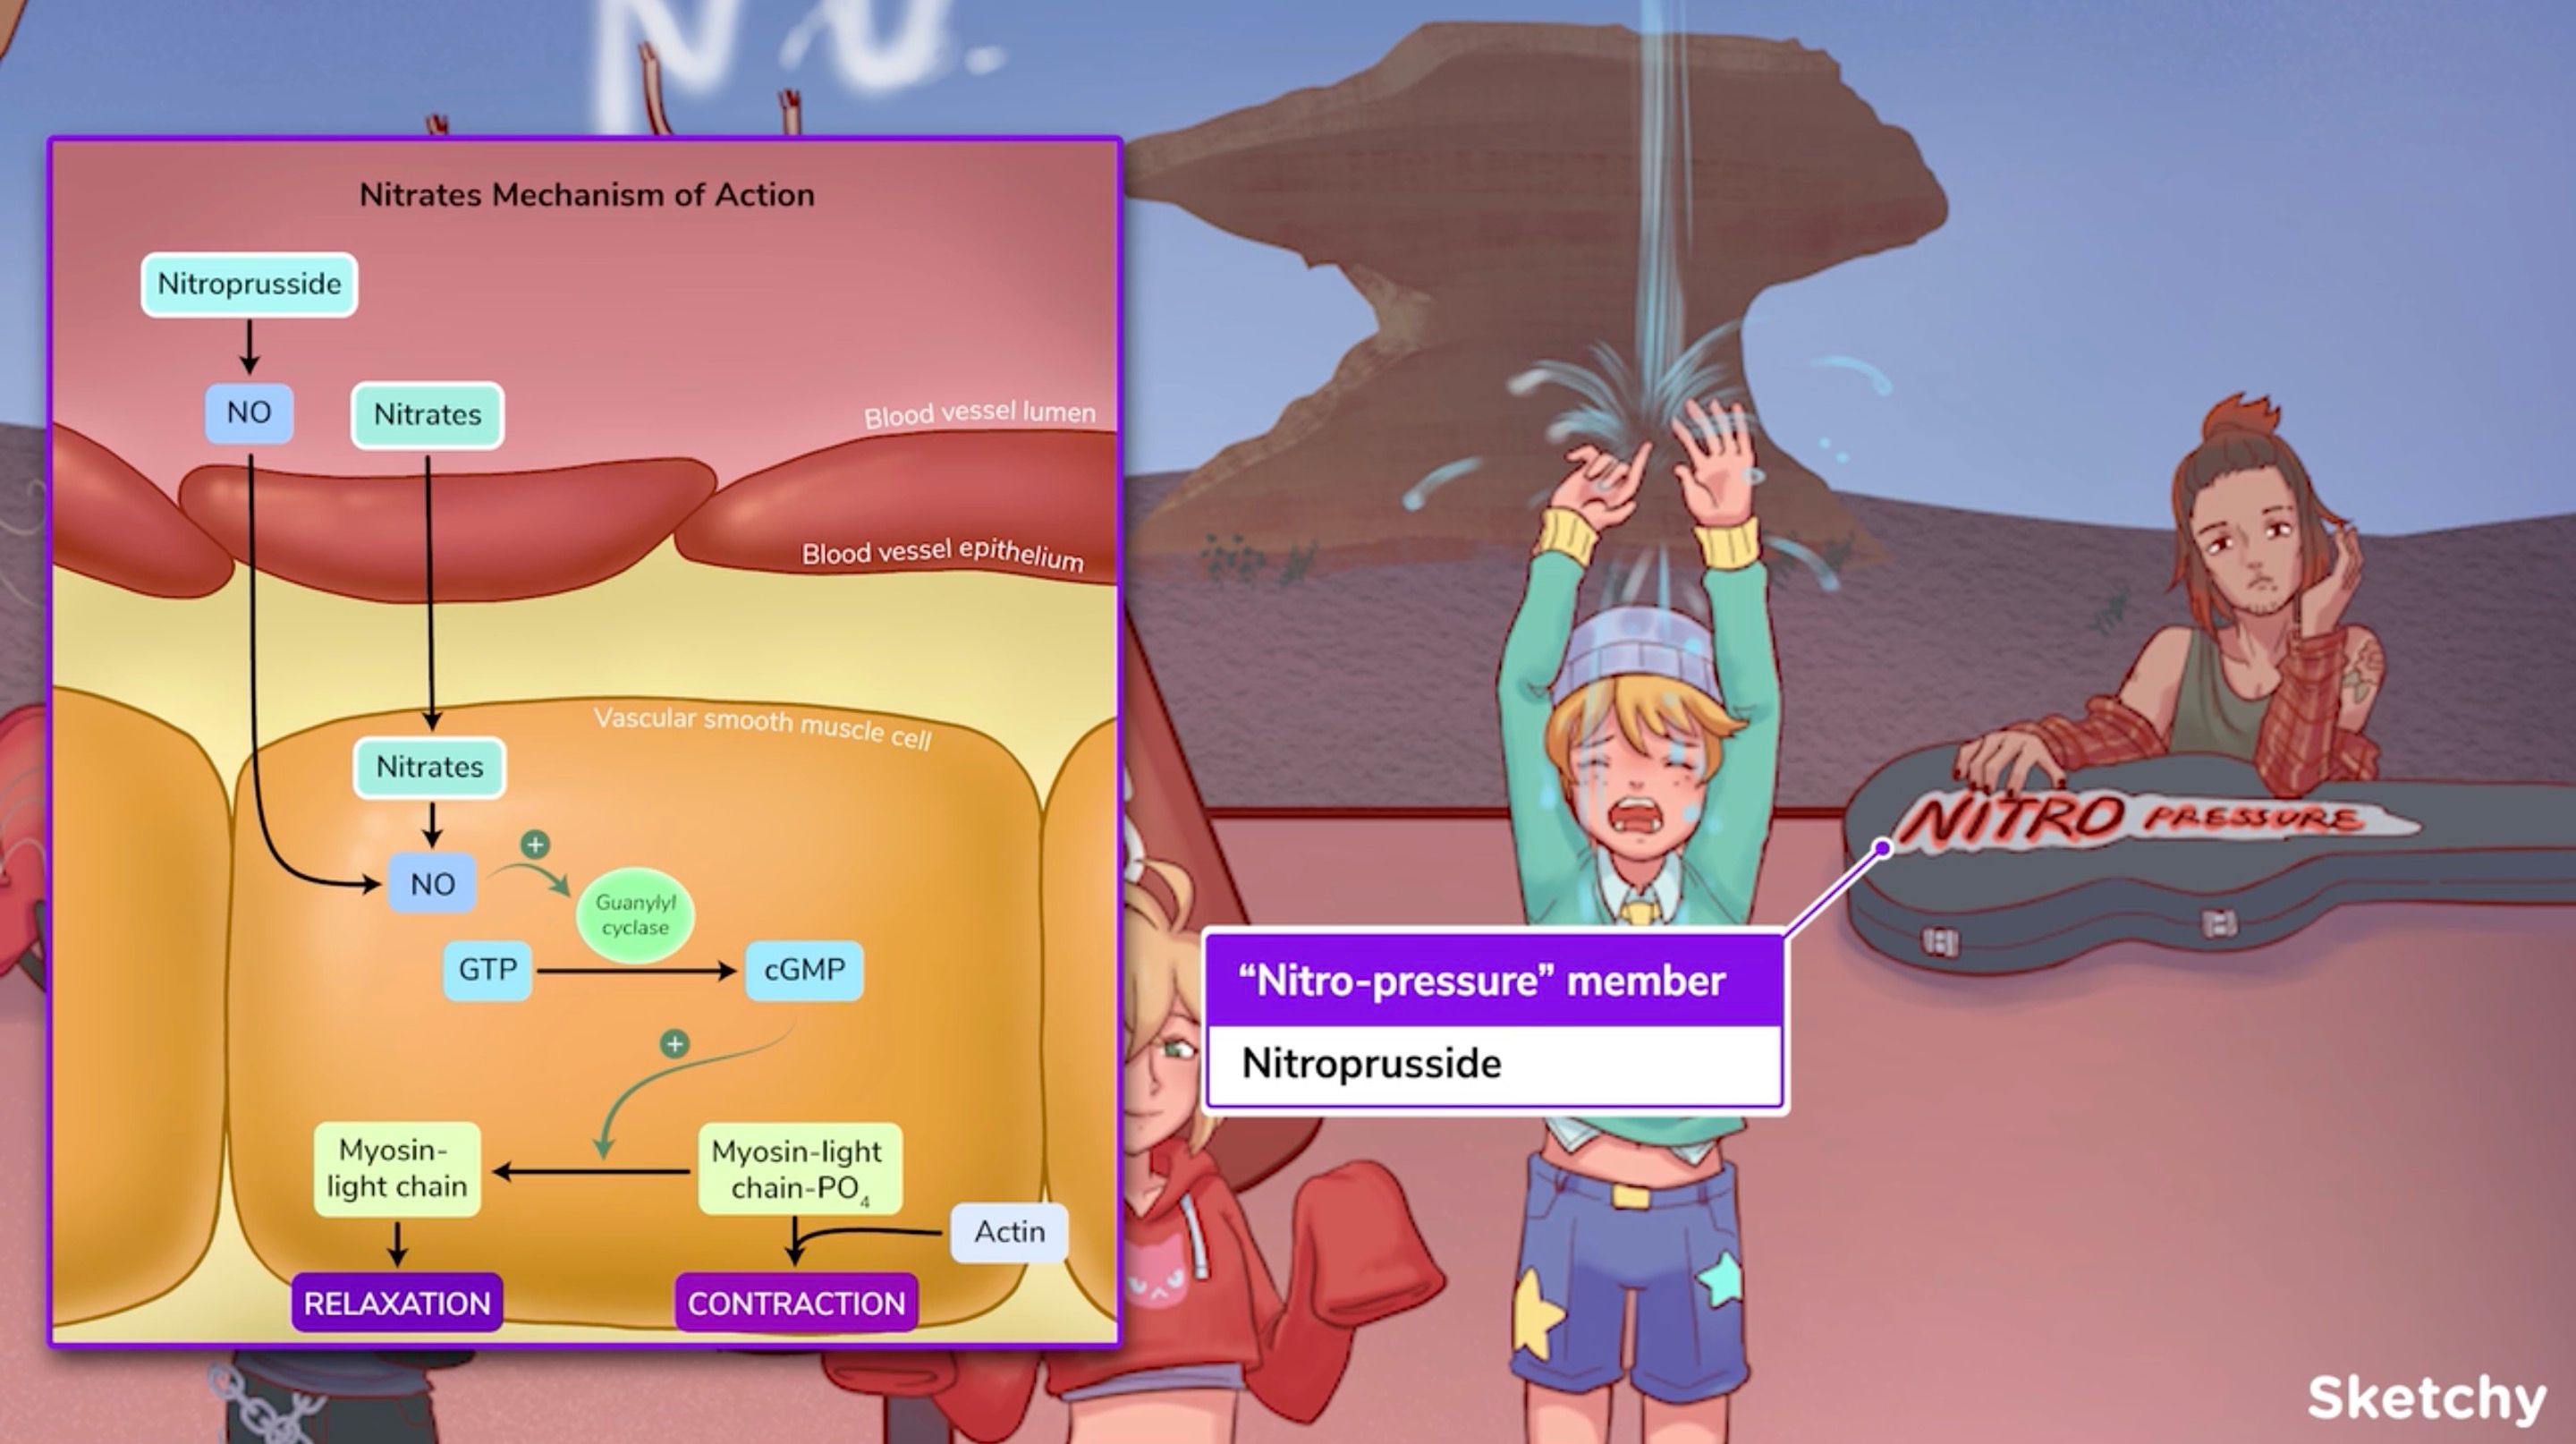 N.O.
Nitrates Mechanism of Action
Nitroprusside
NO
Nitrates
Blood vessel lumen
Blood vessel epithelium
Vascular smooth muscle cell
Nitrates
NO
+
Guanylyl
cyclase
GTP
cGMP
+
Myosin-
light chain
Myosin-light
chain-PO₄
Actin
RELAXATION
CONTRACTION
NITRO PRESSURE
“Nitro-pressure” member
Nitroprusside
Sketchy